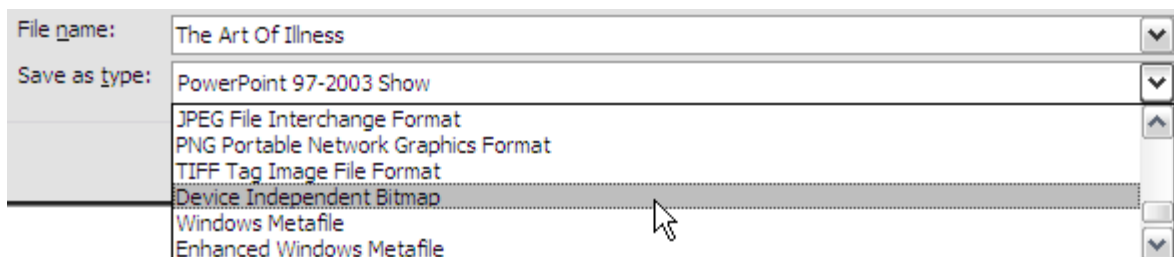 File name: The Art Of Illness
Save as type: PowerPoint 97-2003 Show
JPEG File Interchange Format
PNG Portable Network Graphics Format
TIFF Tag Image File Format
Device Independent Bitmap
Windows Metafile
Enhanced Windows Metafile